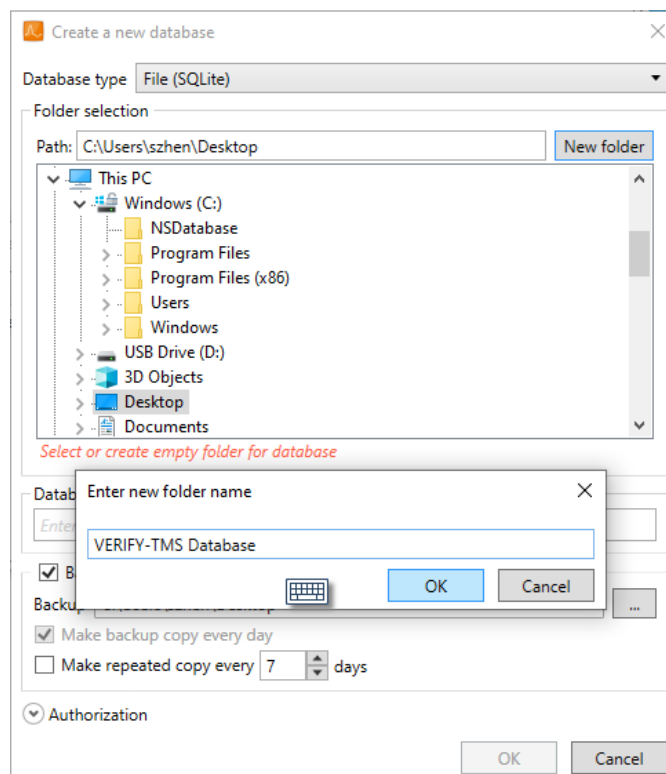 Create a new database
Database type File (SQLite)
Folder selection
Path: C:\Users\szhen\Desktop New folder
This PC
Windows (C:)
NSDatabase
Program Files
Program Files (x86)
Users
Windows
USB Drive (D:)
3D Objects
Desktop
Documents
Select or create empty folder for database
Enter new folder name
VERIFY-TMS Database
OK Cancel
Backup ...
Make backup copy every day
Make repeated copy every 7 days
Authorization
OK Cancel